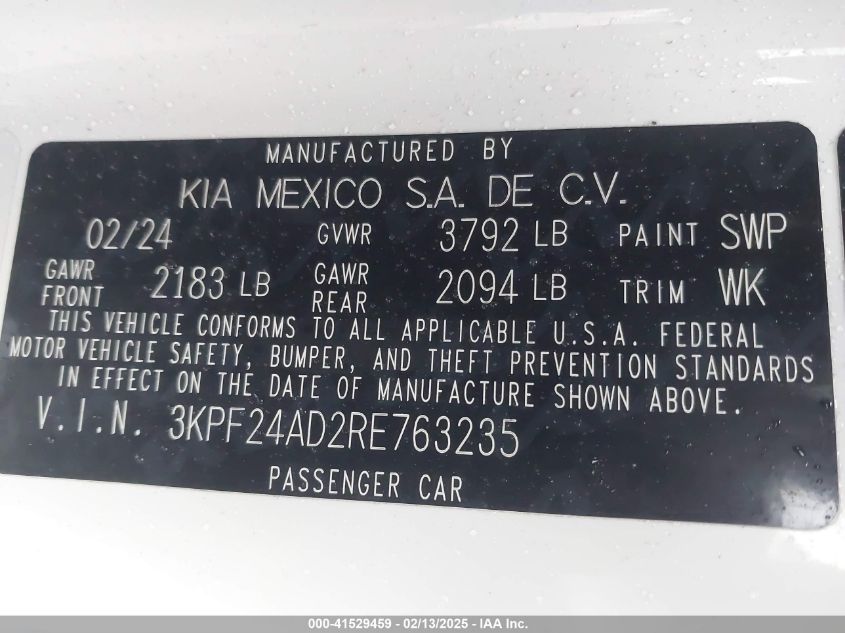 MANUFACTURED BY
KIA MEXICO S.A. DE C.V.
02/24 GVWR 3792 LB PAINT SWP
GAWR FRONT 2183 LB GAWR REAR 2094 LB TRIM WK
THIS VEHICLE CONFORMS TO ALL APPLICABLE U.S.A. FEDERAL
MOTOR VEHICLE SAFETY, BUMPER, AND THEFT PREVENTION STANDARDS
IN EFFECT ON THE DATE OF MANUFACTURE SHOWN ABOVE.
V.I.N. 3KPF24AD2RE763235
PASSENGER CAR
000-41529459 - 02/13/2025 - IAA Inc.